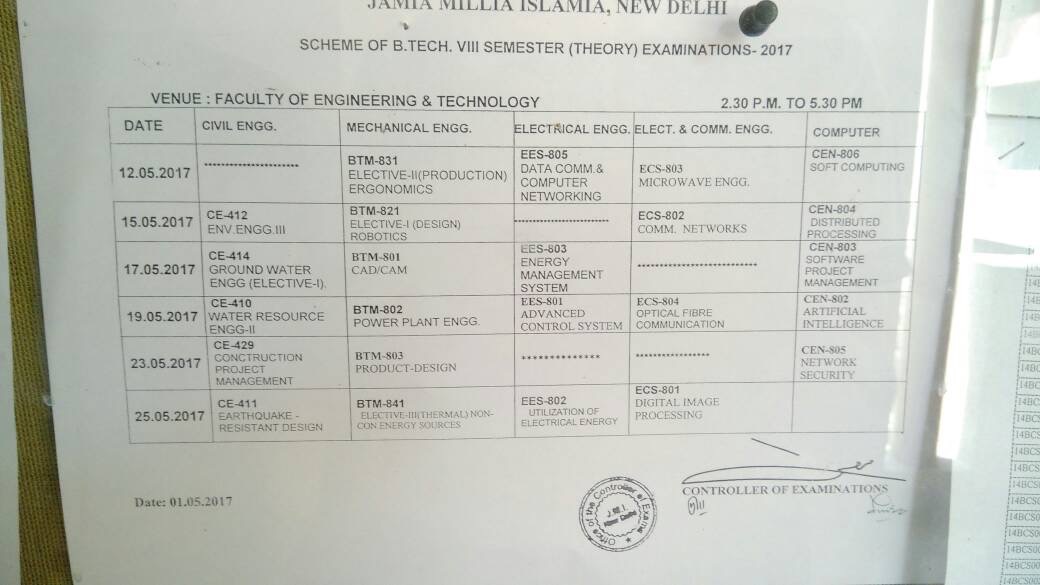 JAMIA MILLIA ISLAMIA, NEW DELHI
SCHEME OF B.TECH. VIII SEMESTER (THEORY) EXAMINATIONS- 2017
VENUE : FACULTY OF ENGINEERING & TECHNOLOGY 2.30 P.M. TO 5.30 PM
DATE
CIVIL ENGG.
MECHANICAL ENGG.
ELECTRICAL ENGG.
ELECT. & COMM. ENGG.
COMPUTER
12.05.2017
**********************
BTM-831
ELECTIVE-II(PRODUCTION)
ERGONOMICS
EES-805
DATA COMM.&
COMPUTER
NETWORKING
ECS-803
MICROWAVE ENGG.
CEN-806
SOFT COMPUTING
15.05.2017
CE-412
ENV.ENGG.III
BTM-821
ELECTIVE-I (DESIGN)
ROBOTICS
**************************
ECS-802
COMM. NETWORKS
CEN-804
DISTRIBUTED
PROCESSING
17.05.2017
CE-414
GROUND WATER
ENGG (ELECTIVE-I).
BTM-801
CAD/CAM
EES-803
ENERGY
MANAGEMENT
SYSTEM
**************************
CEN-803
SOFTWARE
PROJECT
MANAGEMENT
19.05.2017
CE-410
WATER RESOURCE
ENGG-II
BTM-802
POWER PLANT ENGG.
EES-801
ADVANCED
CONTROL SYSTEM
ECS-804
OPTICAL FIBRE
COMMUNICATION
CEN-802
ARTIFICIAL
INTELLIGENCE
23.05.2017
CE-429
CONCTRUCTION
PROJECT
MANAGEMENT
BTM-803
PRODUCT-DESIGN
**************
*****************
CEN-805
NETWORK
SECURITY
25.05.2017
CE-411
EARTHQUAKE -
RESISTANT DESIGN
BTM-841
ELECTIVE-III(THERMAL) NON-
CON ENERGY SOURCES
EES-802
UTILIZATION OF
ELECTRICAL ENERGY
ECS-801
DIGITAL IMAGE
PROCESSING
Date: 01.05.2017
Office of the Controller of Exams
J.M.I.
New Delhi
CONTROLLER OF EXAMINATIONS